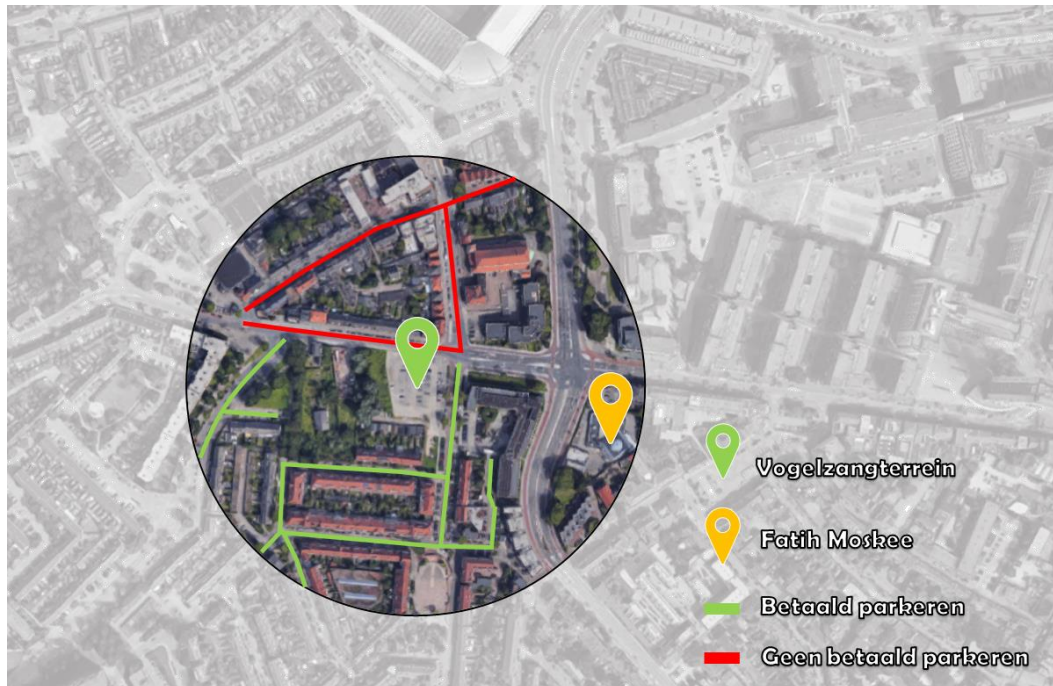 Vogelzangterrein
Fatih Moskee
Betaald parkeren
Geen betaald parkeren